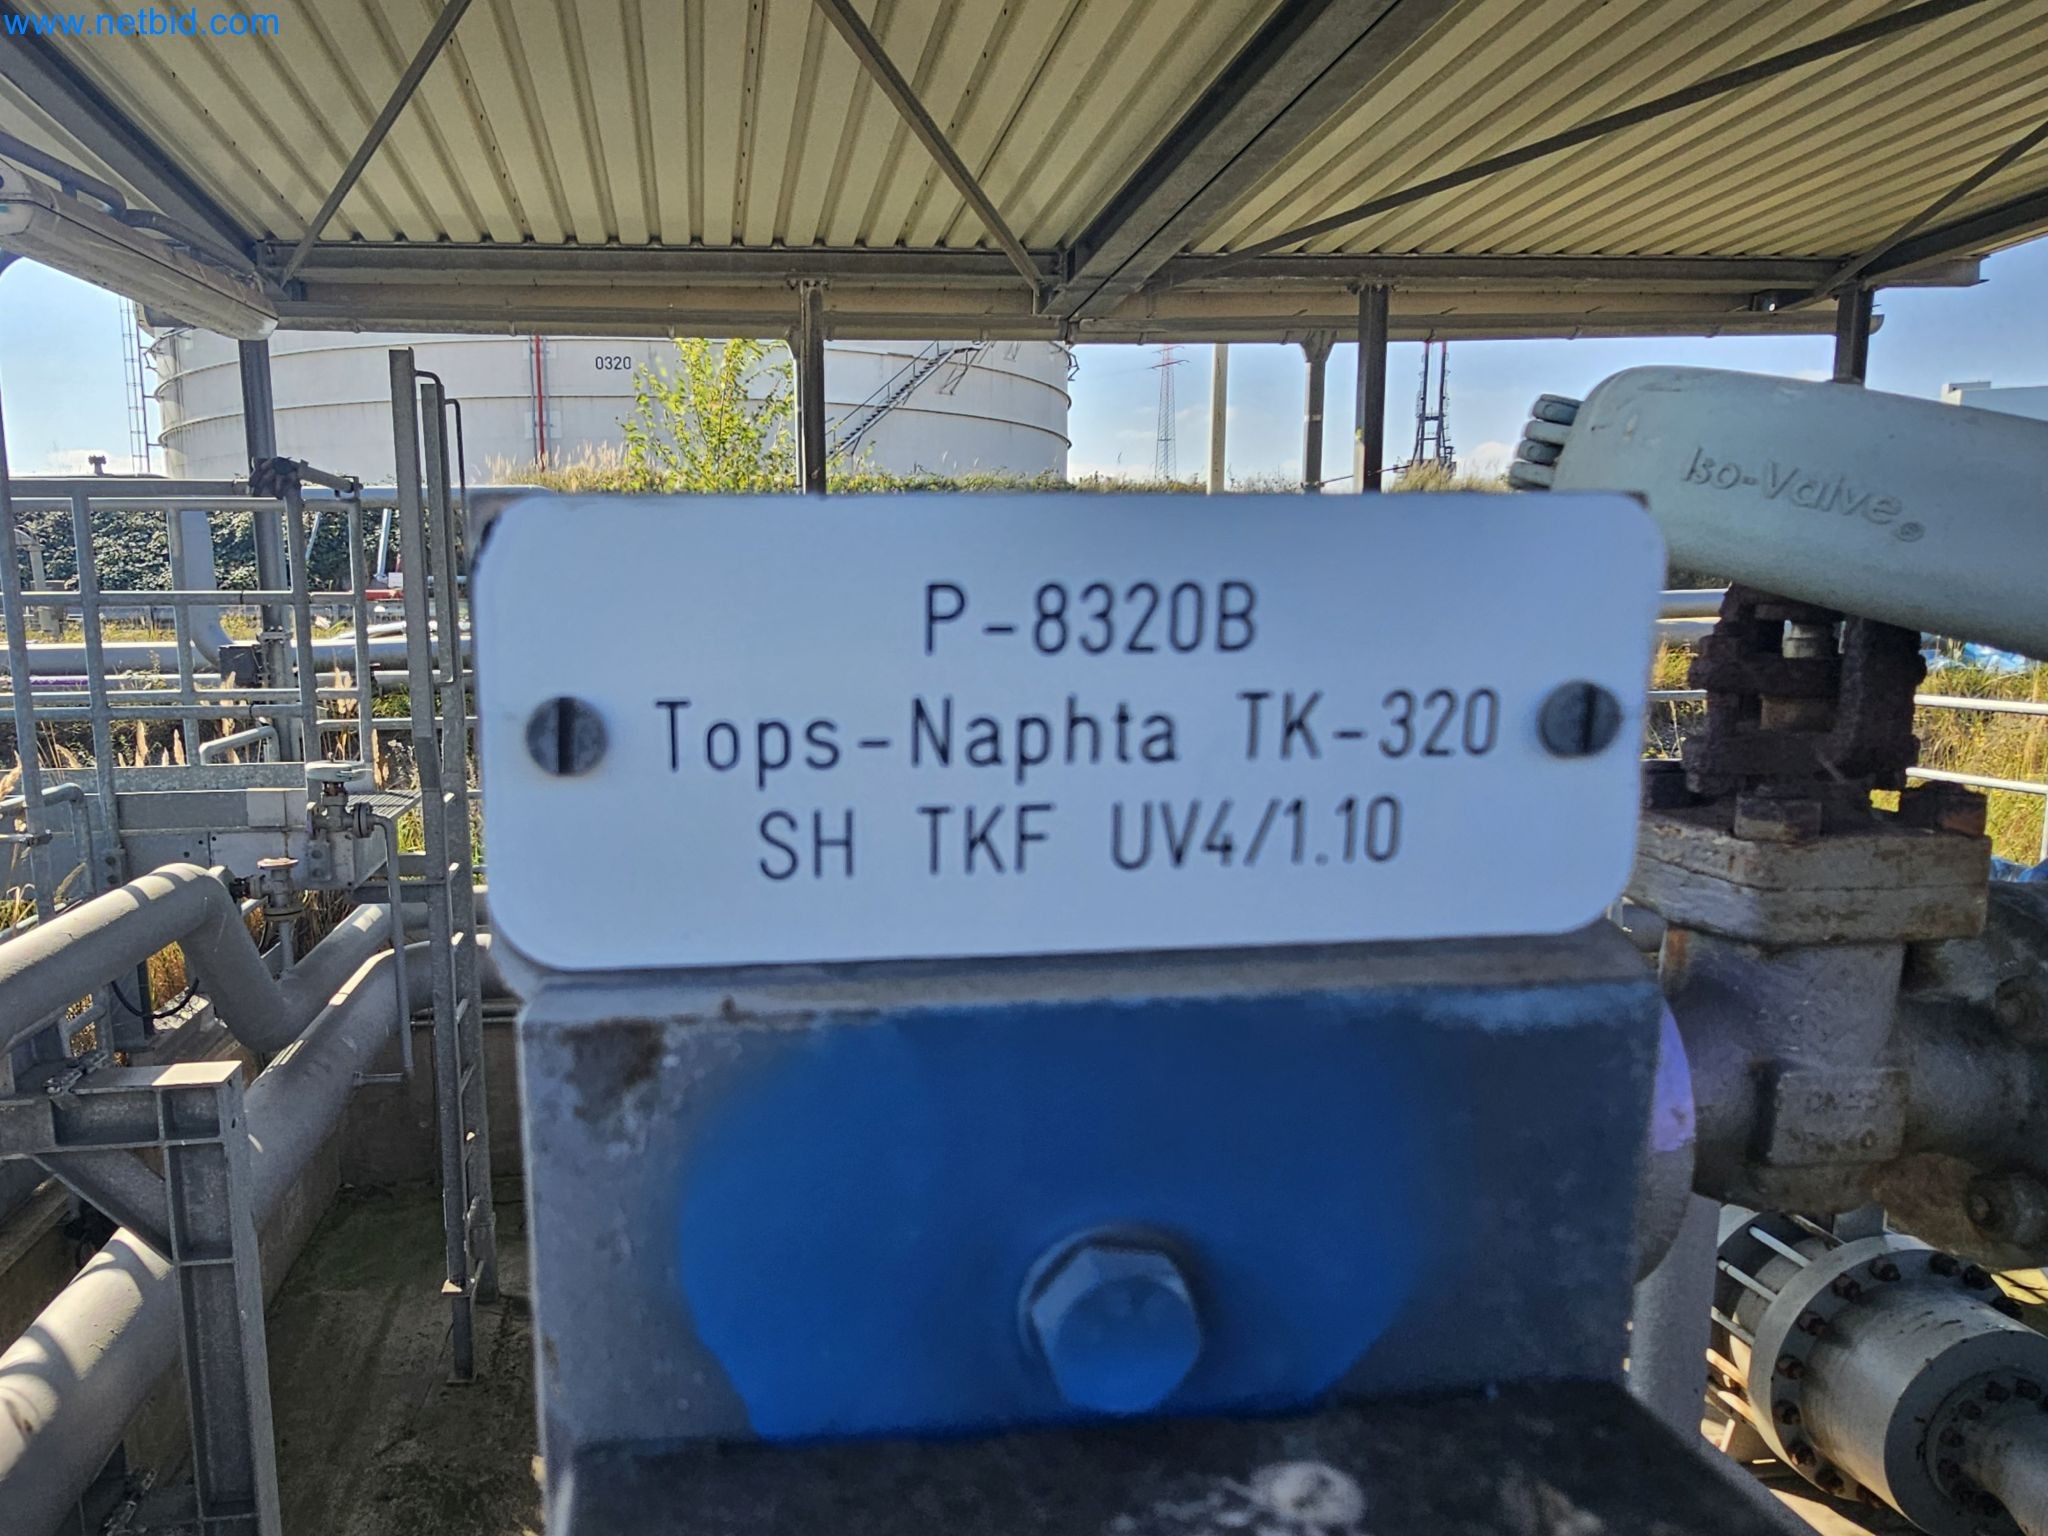 www.netbid.com
0320
Iso-Valve®
P-8320B
Tops-Naphta TK-320
SH TKF UV4/1.10